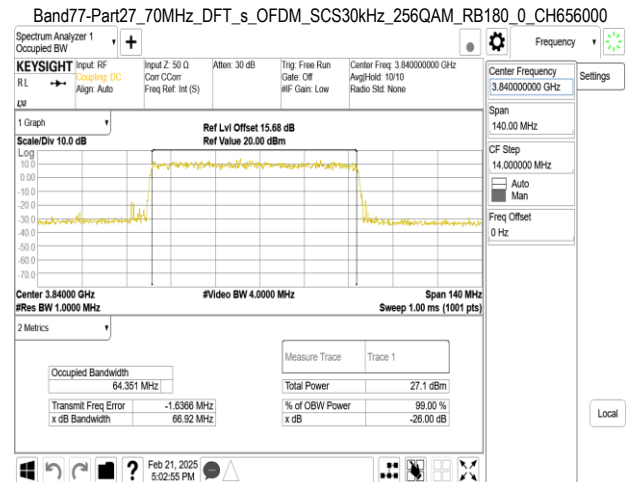 Band77-Part27_70MHz_DFT_s_OFDM_SCS30kHz_256QAM_RB180_0_CH656000
Spectrum Analyzer 1
Occupied BW
Frequency
KEYSIGHT
Input: RF
Coupling: DC
Align: Auto
Input Z: 50 Ω
Corr CCorr
Freq Ref: Int (S)
Atten: 30 dB
Trig: Free Run
Gate: Off
#IF Gain: Low
Center Freq: 3.840000000 GHz
Avg|Hold: 10/10
Radio Std: None
RL
LXI
Center Frequency
3.840000000 GHz
Settings
Span
140.00 MHz
CF Step
14.000000 MHz
Auto
Man
Freq Offset
0 Hz
1 Graph
Ref Lvl Offset 15.68 dB
Scale/Div 10.0 dB
Ref Value 20.00 dBm
Log
10.0
0.00
-10.0
-20.0
-30.0
-40.0
-50.0
-60.0
-70.0
Center 3.84000 GHz
#Video BW 4.0000 MHz
Span 140 MHz
#Res BW 1.0000 MHz
Sweep 1.00 ms (1001 pts)
2 Metrics
Measure Trace
Trace 1
Occupied Bandwidth
64.351 MHz
Total Power
27.1 dBm
Transmit Freq Error
-1.6366 MHz
% of OBW Power
99.00 %
x dB Bandwidth
66.92 MHz
x dB
-26.00 dB
Local
Feb 21, 2025
5:02:55 PM